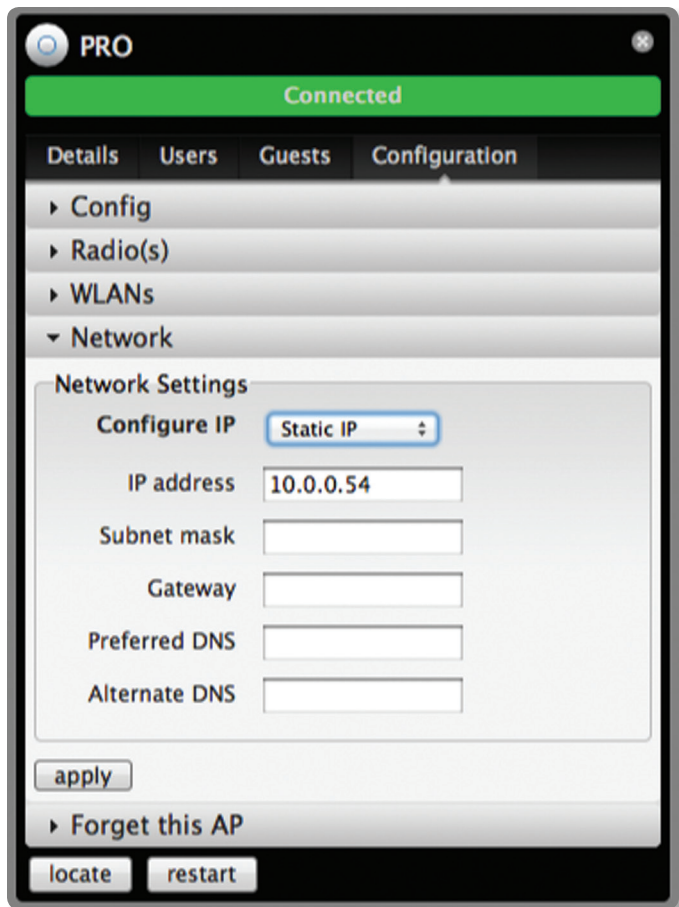 PRO
Connected
Details Users Guests Configuration
Config
Radio(s)
WLANs
Network
Network Settings
Configure IP Static IP
IP address 10.0.0.54
Subnet mask
Gateway
Preferred DNS
Alternate DNS
apply
Forget this AP
locate restart